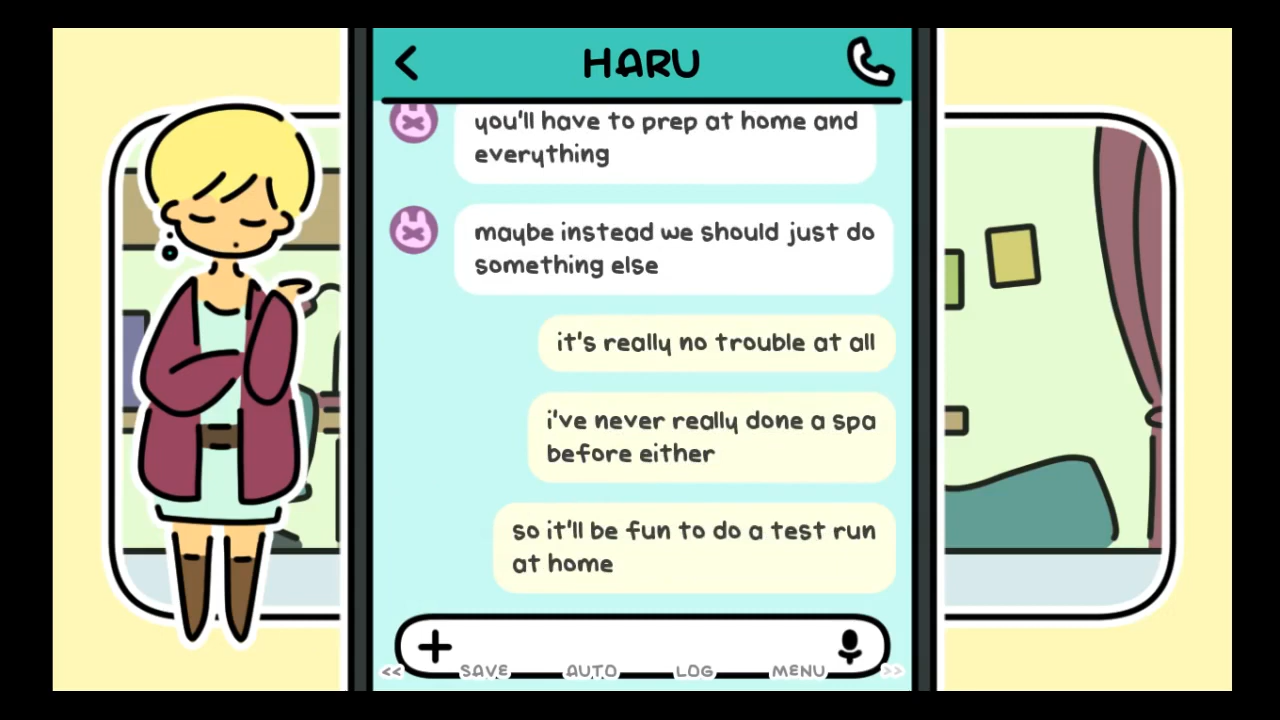 HARU
you'll have to prep at home and
everything
maybe instead we should just do
something else
it's really no trouble at all
i've never really done a spa
before either
so it'll be fun to do a test run
at home
<< SAVE AUTO LOG MENU >>